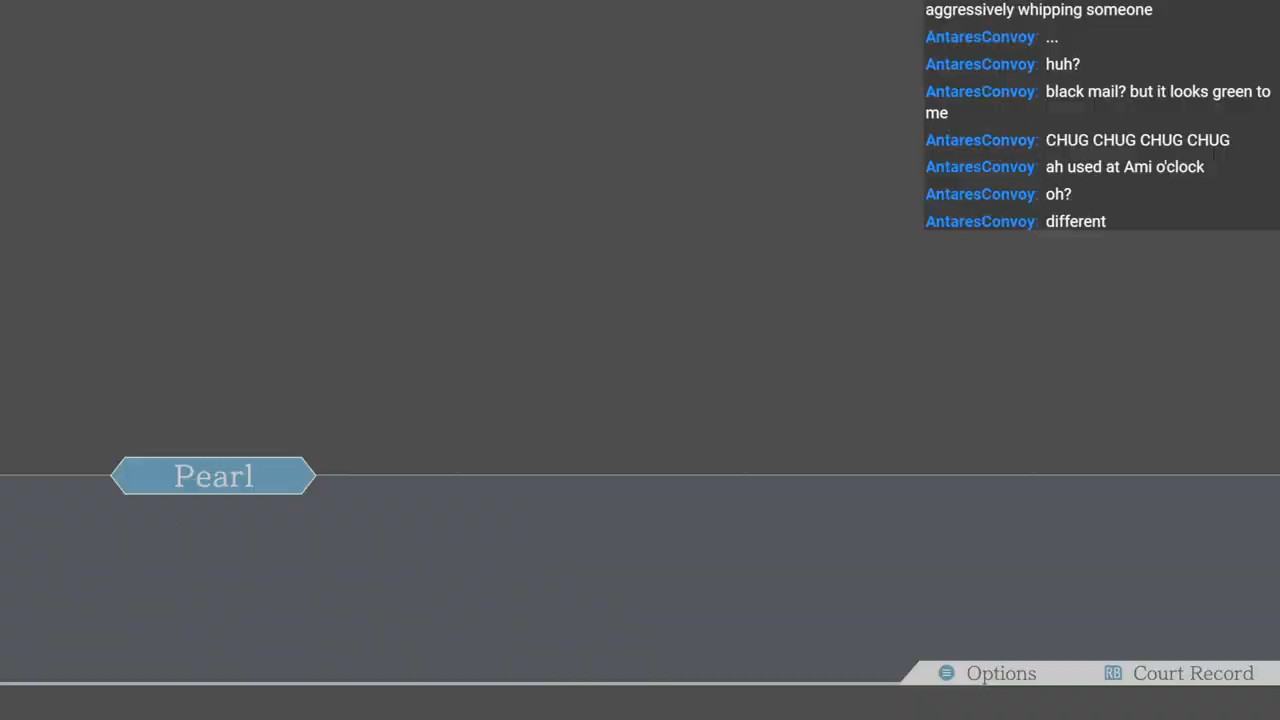 aggressively whipping someone
AntaresConvoy: ...
AntaresConvoy: huh?
AntaresConvoy: black mail? but it looks green to
me
AntaresConvoy: CHUG CHUG CHUG CHUG
AntaresConvoy: ah used at Ami o'clock
AntaresConvoy: oh?
AntaresConvoy: different
Pearl
Options RB Court Record